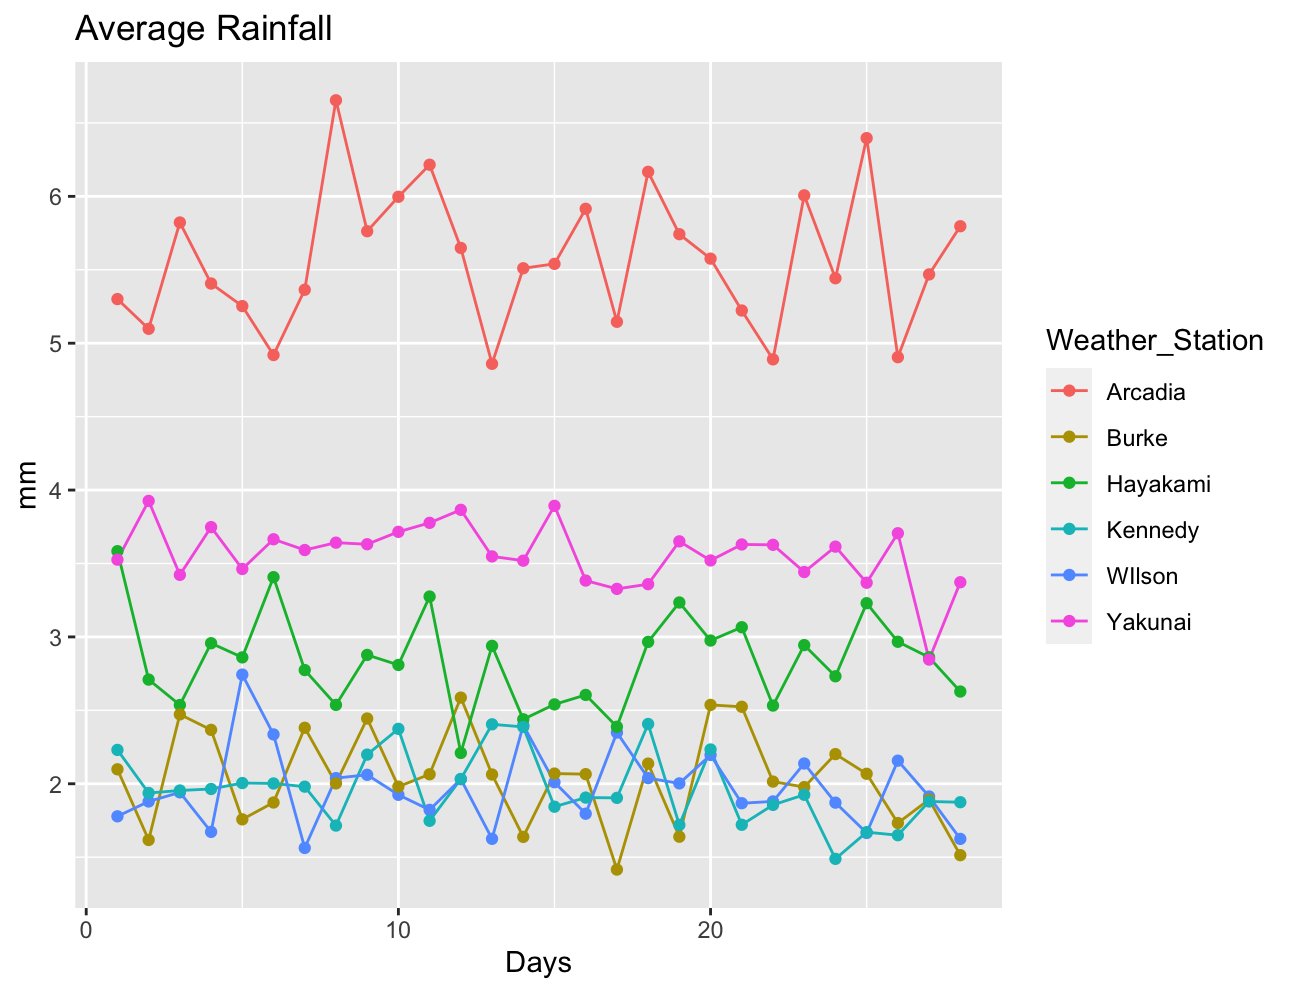 Average Rainfall
mm
6
5
4
3
2
0 10 20
Days
Weather_Station
Arcadia
Burke
Hayakami
Kennedy
WIlson
Yakunai